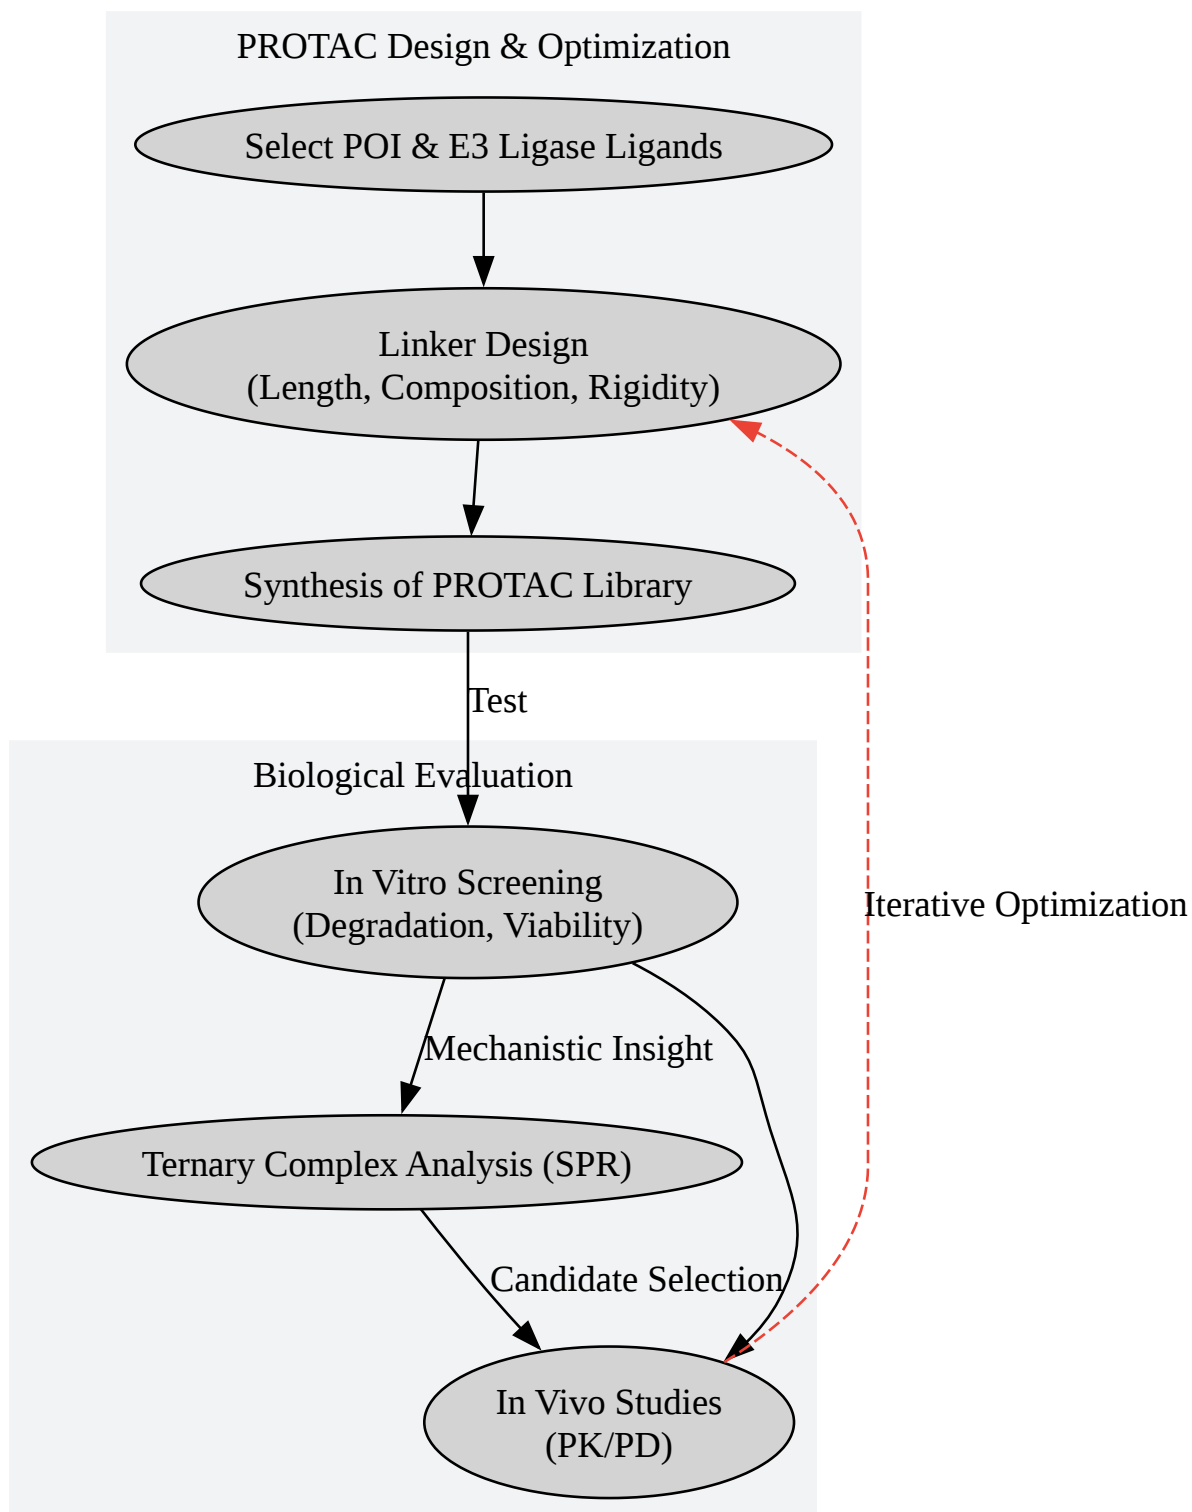 PROTAC Design & Optimization
Select POI & E3 Ligase Ligands
Linker Design
(Length, Composition, Rigidity)
Synthesis of PROTAC Library
Test
Biological Evaluation
In Vitro Screening
(Degradation, Viability)
Iterative Optimization
Mechanistic Insight
Ternary Complex Analysis (SPR)
Candidate Selection
In Vivo Studies
(PK/PD)